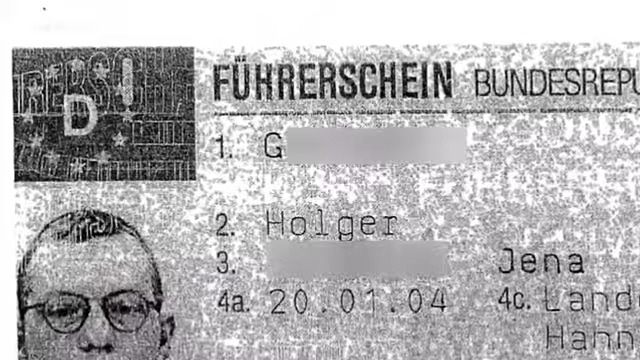 D
FÜHRERSCHEIN BUNDESREPU
1. G
2. Holger
3. Jena
4a. 20.01.04 4c. Land
Hann